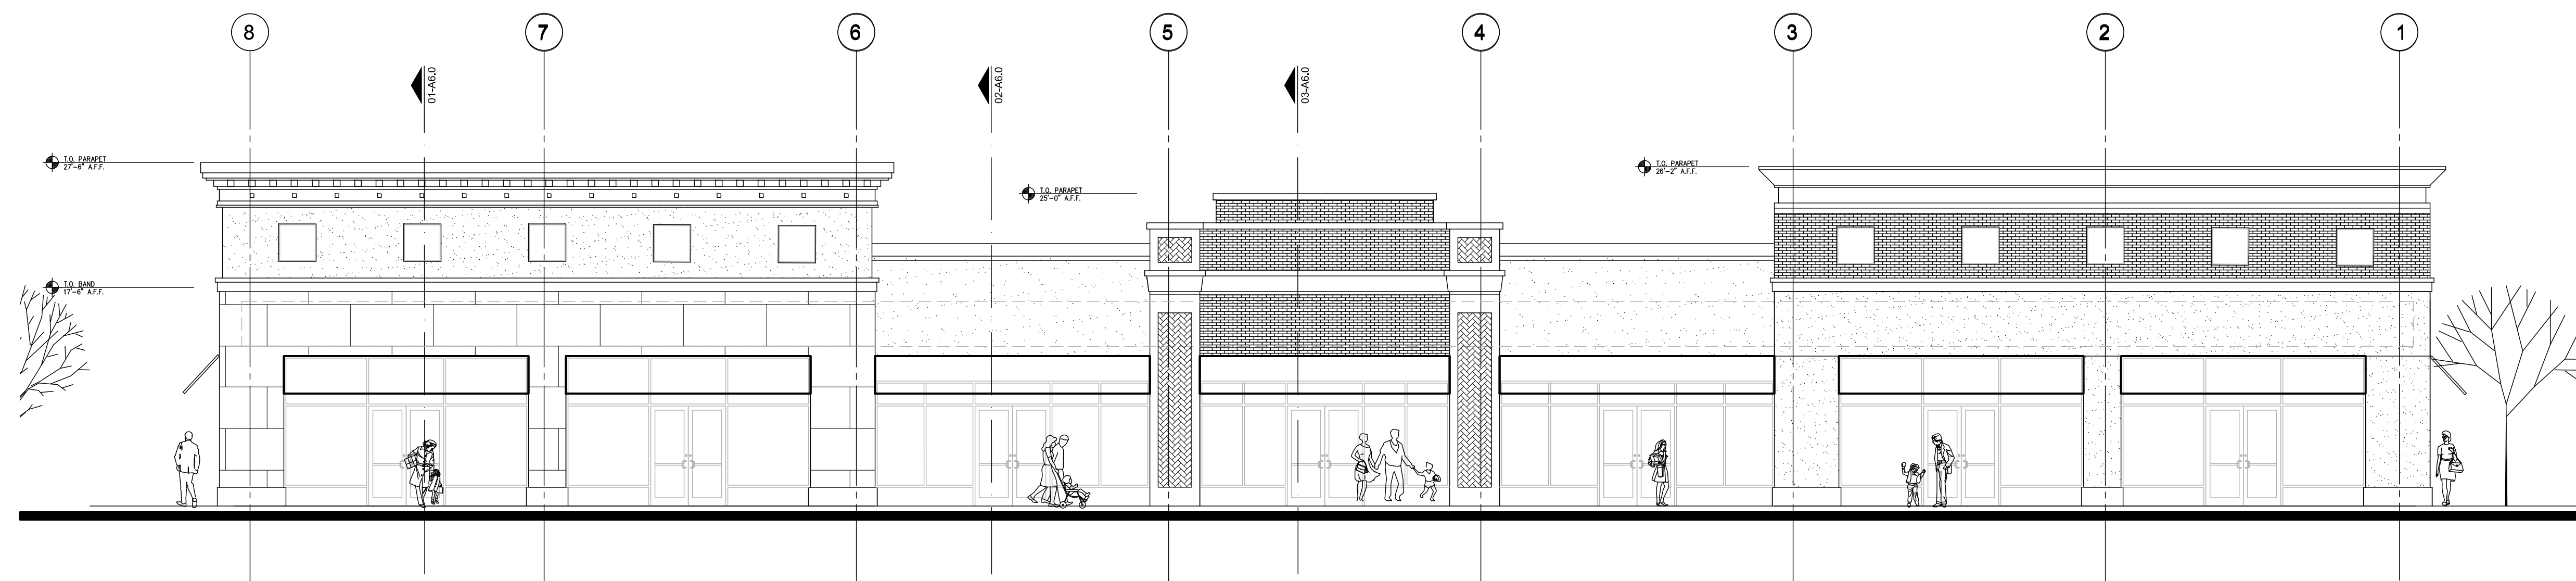 8
7
6
5
4
3
2
1
01-A6.0
02-A6.0
03-A6.0
T.O. PARAPET
27'-6" A.F.F.
T.O. PARAPET
25'-0" A.F.F.
T.O. PARAPET
26'-2" A.F.F.
T.O. BAND
17'-6" A.F.F.